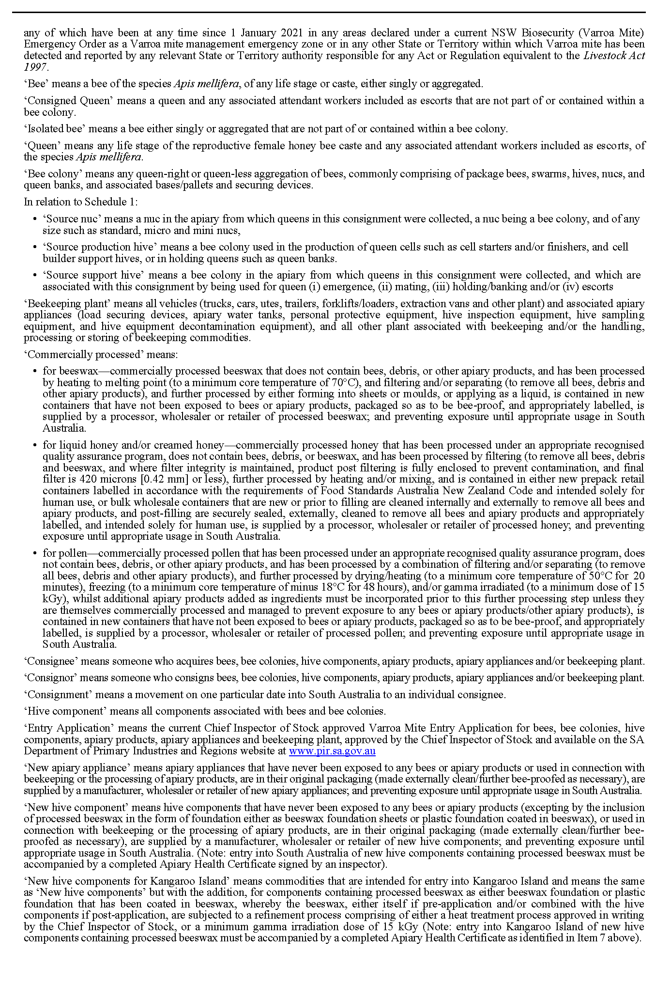 any of which have been at any time since 1 January 2021 in any areas declared under a current NSW Biosecurity (Varroa Mite)
Emergency Order as a Varroa mite management emergency zone or in any other State or Territory within which Varroa mite has been
detected and reported by any relevant State or Territory authority responsible for any Act or Regulation equivalent to the Livestock Act
1997.
‘Bee’ means a bee of the species Apis mellifera, of any life stage or caste, either singly or aggregated.
‘Consigned Queen’ means a queen and any associated attendant workers included as escorts that are not part of or contained within a
bee colony.
‘Isolated bee’ means a bee either singly or aggregated that are not part of or contained within a bee colony.
‘Queen’ means any life stage of the reproductive female honey bee caste and any associated attendant workers included as escorts, of
the species Apis mellifera.
‘Bee colony’ means any queen-right or queen-less aggregation of bees, commonly comprising of package bees, swarms, hives, nucs, and
queen banks, and associated bases/pallets and securing devices.
In relation to Schedule 1:
• ‘Source nuc’ means a nuc in the apiary from which queens in this consignment were collected, a nuc being a bee colony, and of any
size such as standard, micro and mini nucs,
• ‘Source production hive’ means a bee colony used in the production of queen cells such as cell starters and/or finishers, and cell
builder support hives, or in holding queens such as queen banks.
• ‘Source support hive’ means a bee colony in the apiary from which queens in this consignment were collected, and which are
associated with this consignment by being used for queen (i) emergence, (ii) mating, (iii) holding/banking and/or (iv) escorts
‘Beekeeping plant’ means all vehicles (trucks, cars, utes, trailers, forklifts/loaders, extraction vans and other plant) and associated apiary
appliances (load securing devices, apiary water tanks, personal protective equipment, hive inspection equipment, hive sampling
equipment, and hive equipment decontamination equipment), and all other plant associated with beekeeping and/or the handling,
processing or storing of beekeeping commodities.
‘Commercially processed’ means:
• for beeswax—commercially processed beeswax that does not contain bees, debris, or other apiary products, and has been processed
by heating to melting point (to a minimum core temperature of 70°C), and filtering and/or separating (to remove all bees, debris and
other apiary products), and further processed by either forming into sheets or moulds, or applying as a liquid, is contained in new
containers that have not been exposed to bees or apiary products, packaged so as to be bee-proof, and appropriately labelled, is
supplied by a processor, wholesaler or retailer of processed beeswax; and preventing exposure until appropriate usage in South
Australia.
• for liquid honey and/or creamed honey—commercially processed honey that has been processed under an appropriate recognised
quality assurance program, does not contain bees, debris, or beeswax, and has been processed by filtering (to remove all bees, debris
and beeswax, and where filter integrity is maintained, product post filtering is fully enclosed to prevent contamination, and final
filter is 420 microns [0.42 mm] or less), further processed by heating and/or mixing, and is contained in either new prepack retail
containers labelled in accordance with the requirements of Food Standards Australia New Zealand Code and intended solely for
human use, or bulk wholesale containers that are new or prior to filling are cleaned internally and externally to remove all bees and
apiary products, and post-filling are securely sealed, externally, cleaned to remove all bees and apiary products and appropriately
labelled, and intended solely for human use, is supplied by a processor, wholesaler or retailer of processed honey; and preventing
exposure until appropriate usage in South Australia.
• for pollen—commercially processed pollen that has been processed under an appropriate recognised quality assurance program, does
not contain bees, debris, or other apiary products, and has been processed by a combination of filtering and/or separating (to remove
all bees, debris and other apiary products), and further processed by drying/heating (to a minimum core temperature of 50°C for 20
minutes), freezing (to a minimum core temperature of minus 18°C for 48 hours), and/or gamma irradiated (to a minimum dose of 15
kGy), whilst additional apiary products added as ingredients must be incorporated prior to this further processing step unless they
are themselves commercially processed and managed to prevent exposure to any bees or apiary products/other apiary products), is
contained in new containers that have not been exposed to bees or apiary products, packaged so as to be bee-proof, and appropriately
labelled, is supplied by a processor, wholesaler or retailer of processed pollen; and preventing exposure until appropriate usage in
South Australia.
‘Consignee’ means someone who acquires bees, bee colonies, hive components, apiary products, apiary appliances and/or beekeeping plant.
‘Consignor’ means someone who consigns bees, bee colonies, hive components, apiary products, apiary appliances and/or beekeeping plant.
‘Consignment’ means a movement on one particular date into South Australia to an individual consignee.
‘Hive component’ means all components associated with bees and bee colonies.
‘Entry Application’ means the current Chief Inspector of Stock approved Varroa Mite Entry Application for bees, bee colonies, hive
components, apiary products, apiary appliances and beekeeping plant, approved by the Chief Inspector of Stock and available on the SA
Department of Primary Industries and Regions website at www.pir.sa.gov.au
‘New apiary appliance’ means apiary appliances that have never been exposed to any bees or apiary products or used in connection with
beekeeping or the processing of apiary products, are in their original packaging (made externally clean/further bee-proofed as necessary), are
supplied by a manufacturer, wholesaler or retailer of new apiary appliances; and preventing exposure until appropriate usage in South Australia.
‘New hive component’ means hive components that have never been exposed to any bees or apiary products (excepting by the inclusion
of processed beeswax in the form of foundation either as beeswax foundation sheets or plastic foundation coated in beeswax), or used in
connection with beekeeping or the processing of apiary products, are in their original packaging (made externally clean/further bee-
proofed as necessary), are supplied by a manufacturer, wholesaler or retailer of new hive components; and preventing exposure until
appropriate usage in South Australia. (Note: entry into South Australia of new hive components containing processed beeswax must be
accompanied by a completed Apiary Health Certificate signed by an inspector).
‘New hive components for Kangaroo Island’ means commodities that are intended for entry into Kangaroo Island and means the same
as ‘New hive components’ but with the addition, for components containing processed beeswax as either beeswax foundation or plastic
foundation that has been coated in beeswax, whereby the beeswax, either itself if pre-application and/or combined with the hive
components if post-application, are subjected to a refinement process comprising of either a heat treatment process approved in writing
by the Chief Inspector of Stock, or a minimum gamma irradiation dose of 15 kGy (Note: entry into Kangaroo Island of new hive
components containing processed beeswax must be accompanied by a completed Apiary Health Certificate as identified in Item 7 above).